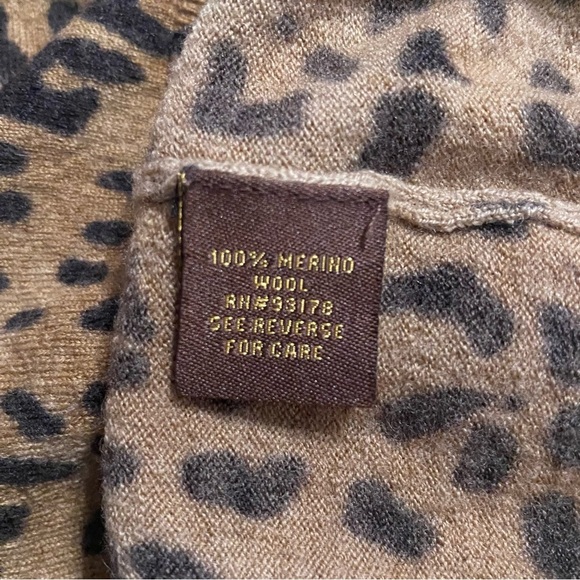 100% MERINO
WOOL
RN#93178
SEE REVERSE
FOR CARE